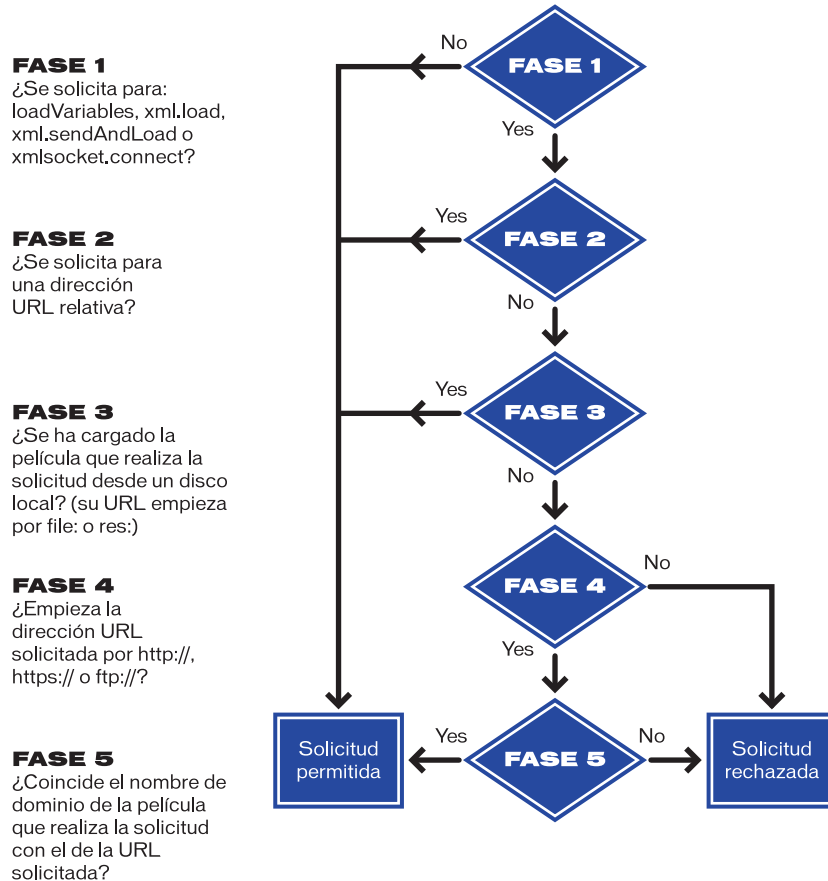 FASE 1
¿Se solicita para:
loadVariables, xml.load,
xml.sendAndLoad o
xmlsocket.connect?
FASE 2
¿Se solicita para
una dirección
URL relativa?
FASE 3
¿Se ha cargado la
película que realiza la
solicitud desde un disco
local? (su URL empieza
por file: o res:)
FASE 4
¿Empieza la
dirección URL
solicitada por http://,
https:// o ftp://?
FASE 5
¿Coincide el nombre de
dominio de la película
que realiza la solicitud
con el de la URL
solicitada?
No
FASE 1
Yes
Yes
FASE 2
No
Yes
FASE 3
No
FASE 4
No
Yes
Solicitud
permitida
Yes
FASE 5
No
Solicitud
rechazada